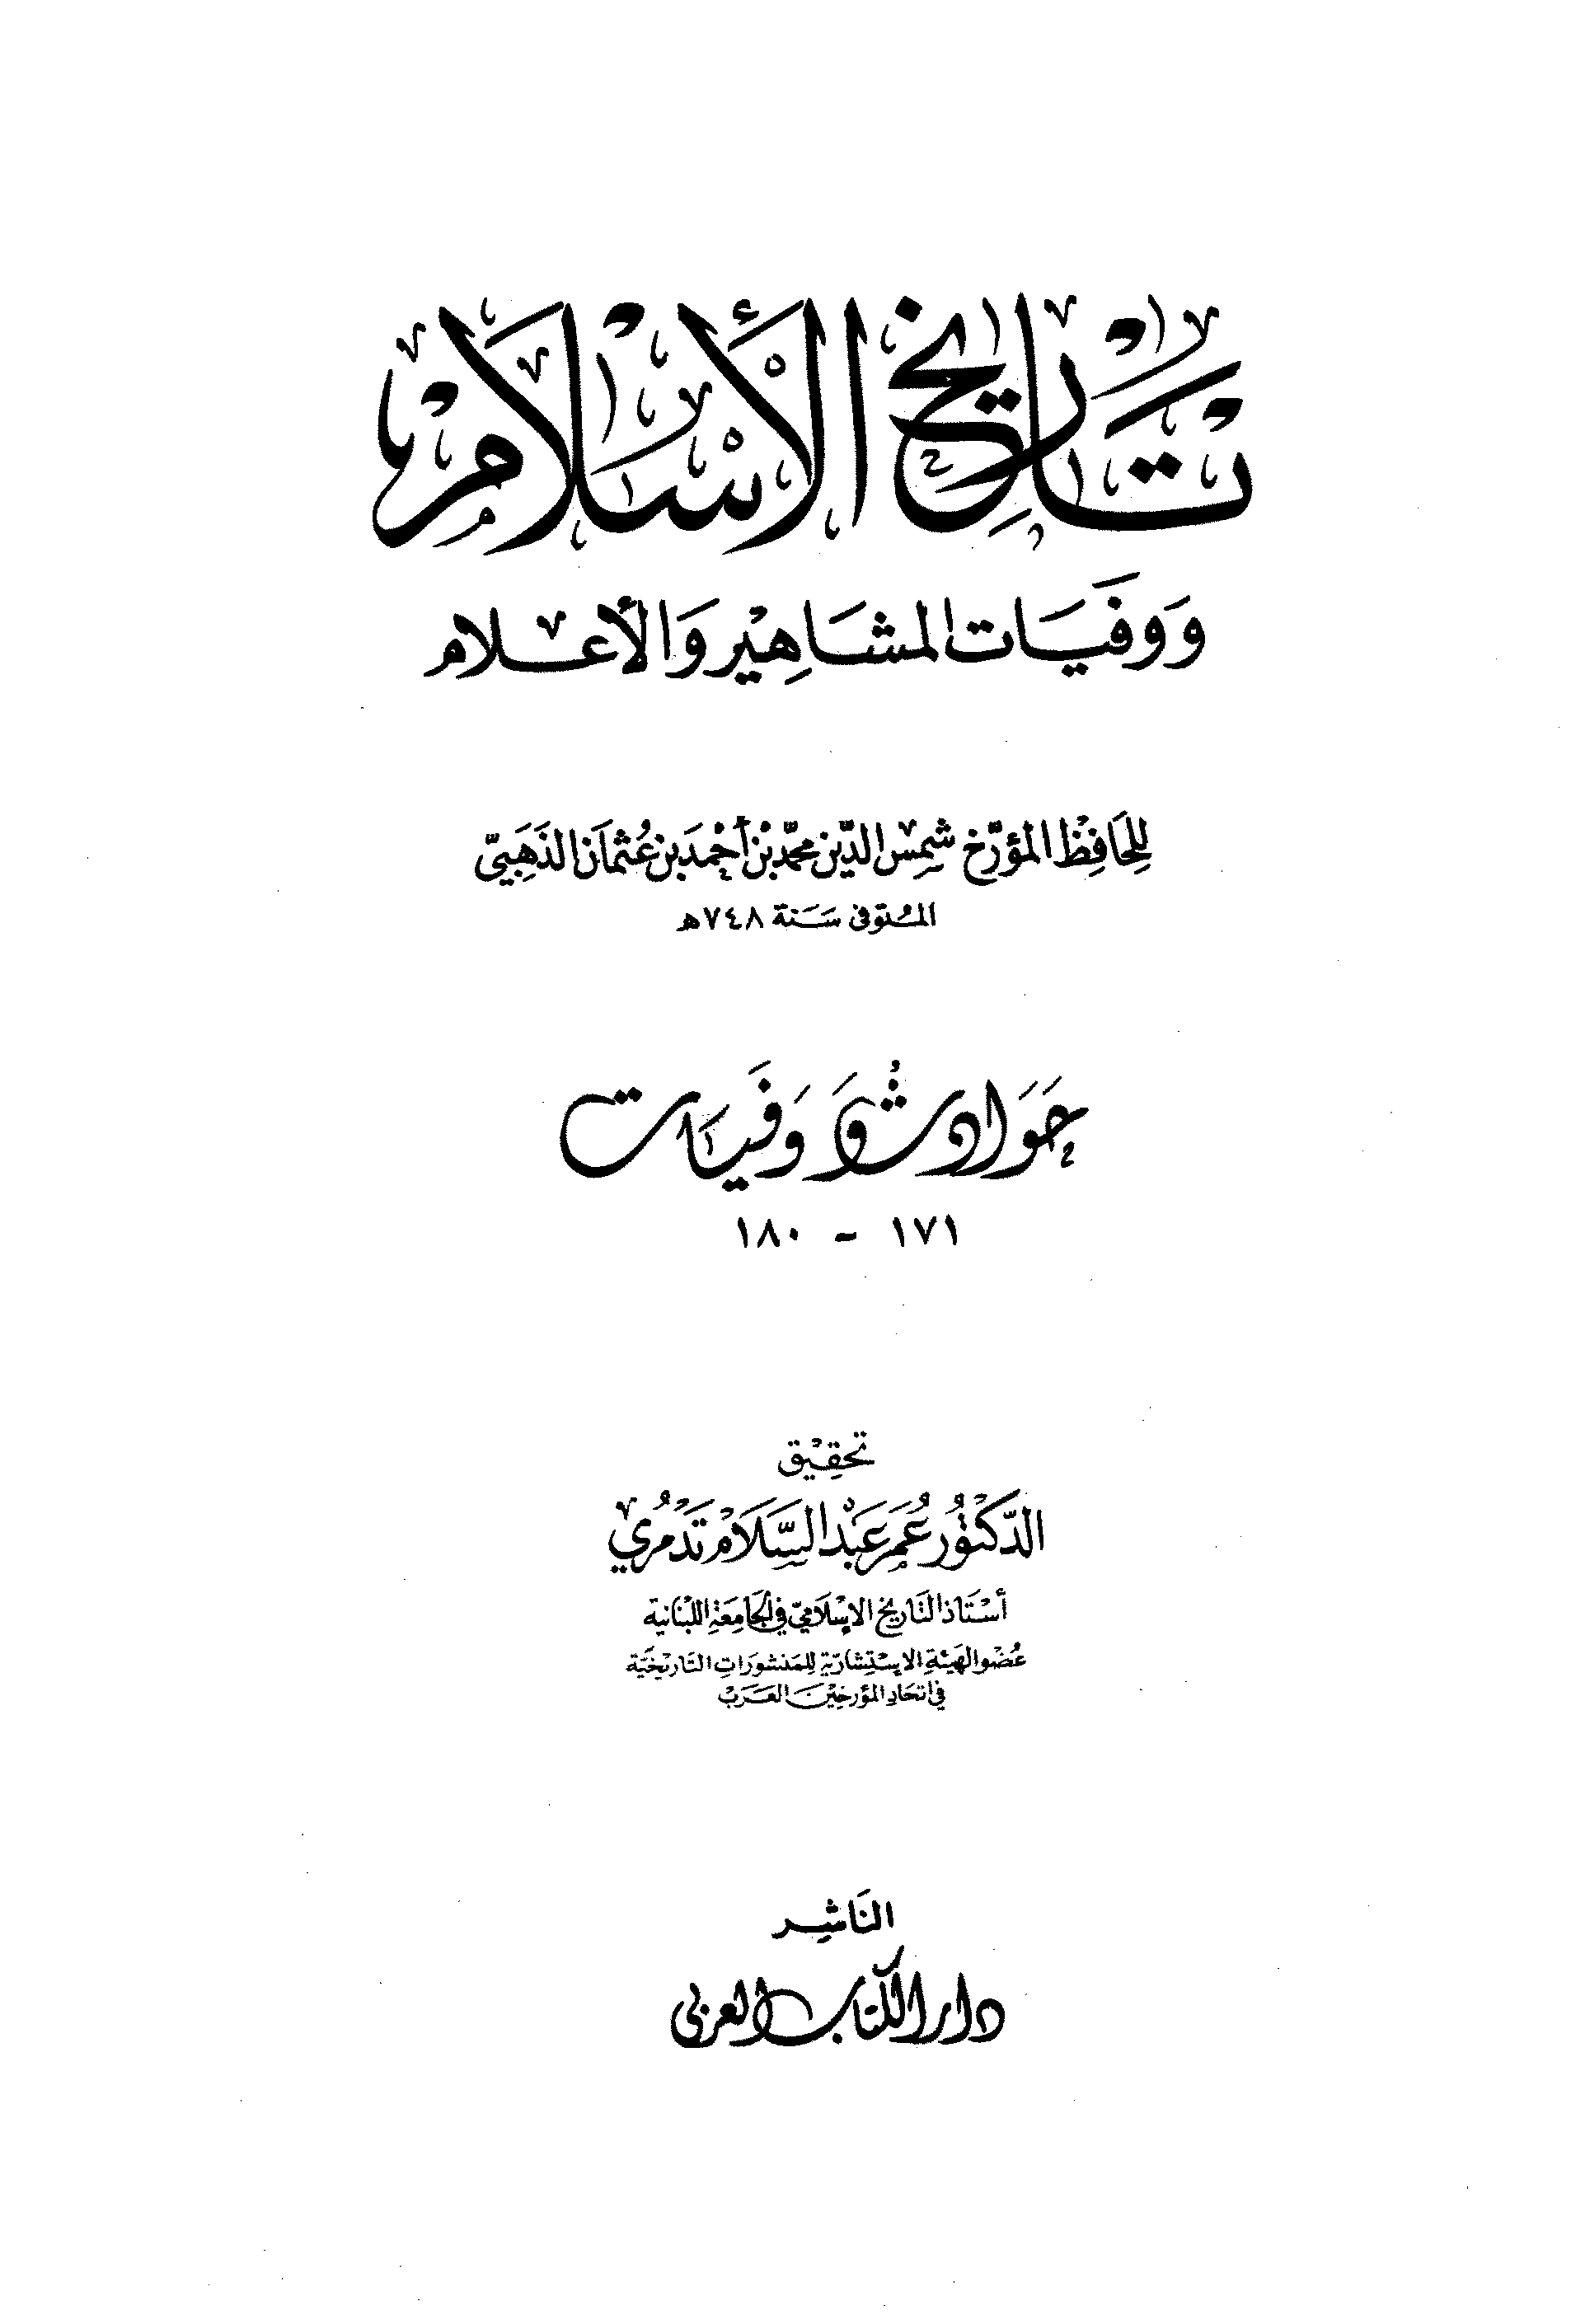 تاريخ الإسلام
ووفيات المشاهير والأعلام
للحافظ المؤرخ شمس الدين محمد بن أحمد بن عثمان الذهبي
المتوفى سنة ٧٤٨ه
حوادث ووفيات
١٧١ - ١٨٠
تحقيق
الدكتور عمر عبد السلام تدمري
أستاذ التاريخ الإسلامي في الجامعة اللبنانية
عضو الهيئة الإستشارية للمنشورات التاريخية
في اتحاد المؤرخين العرب
الناشر
دار الكتاب العربي